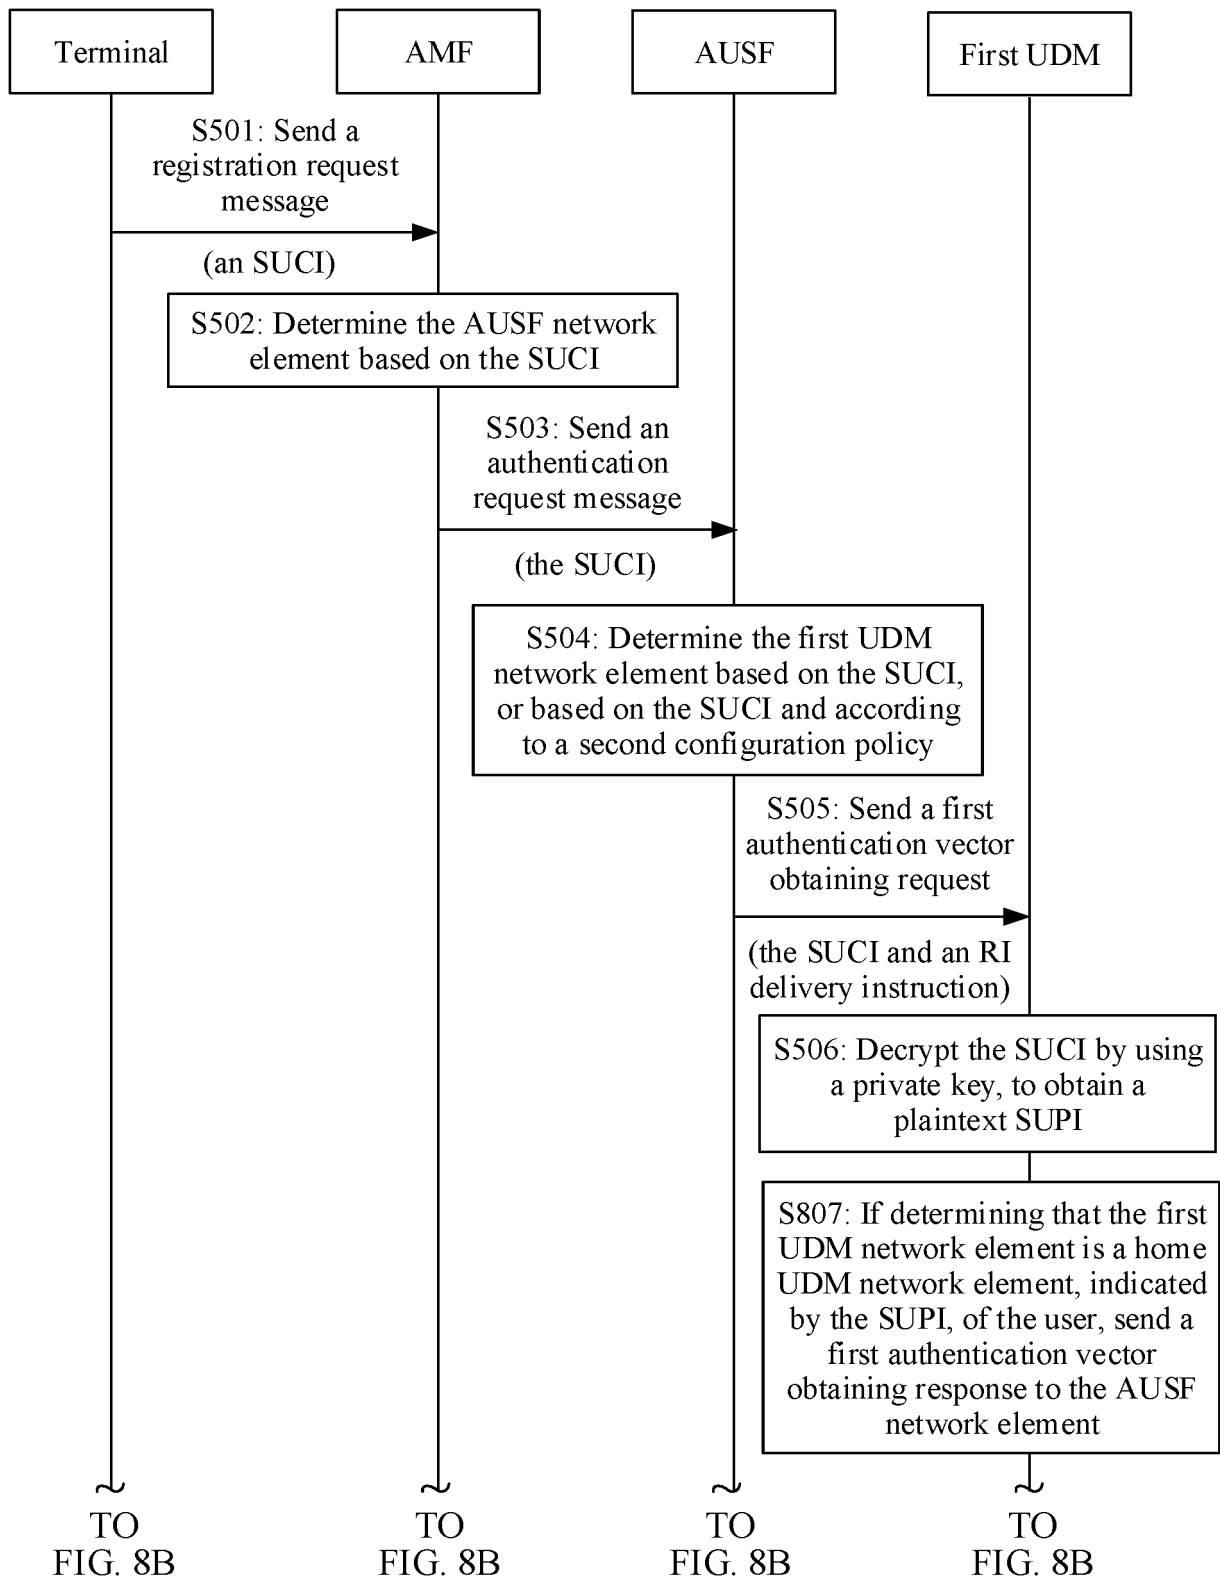 Terminal
AMF
AUSF
First UDM
S501: Send a
registration request
message
(an SUCI)
S502: Determine the AUSF network
element based on the SUCI
S503: Send an
authentication
request message
(the SUCI)
S504: Determine the first UDM
network element based on the SUCI,
or based on the SUCI and according
to a second configuration policy
S505: Send a first
authentication vector
obtaining request
(the SUCI and an RI
delivery instruction)
S506: Decrypt the SUCI by using
a private key, to obtain a
plaintext SUPI
S807: If determining that the first
UDM network element is a home
UDM network element, indicated
by the SUPI, of the user, send a
first authentication vector
obtaining response to the AUSF
network element
TO
FIG. 8B
TO
FIG. 8B
TO
FIG. 8B
TO
FIG. 8B